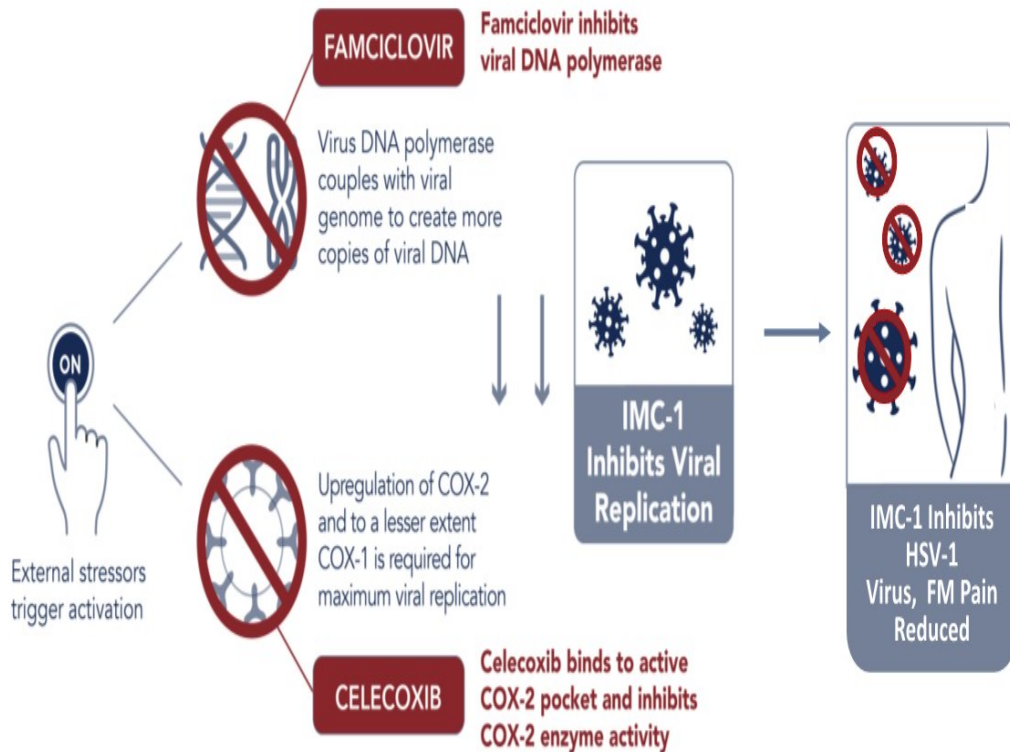 FAMCICLOVIR
Famciclovir inhibits
viral DNA polymerase
Virus DNA polymerase
couples with viral
genome to create more
copies of viral DNA
ON
External stressors
trigger activation
Upregulation of COX-2
and to a lesser extent
COX-1 is required for
maximum viral replication
CELECOXIB
Celecoxib binds to active
COX-2 pocket and inhibits
COX-2 enzyme activity
IMC-1
Inhibits Viral
Replication
IMC-1 Inhibits
HSV-1
Virus, FM Pain
Reduced